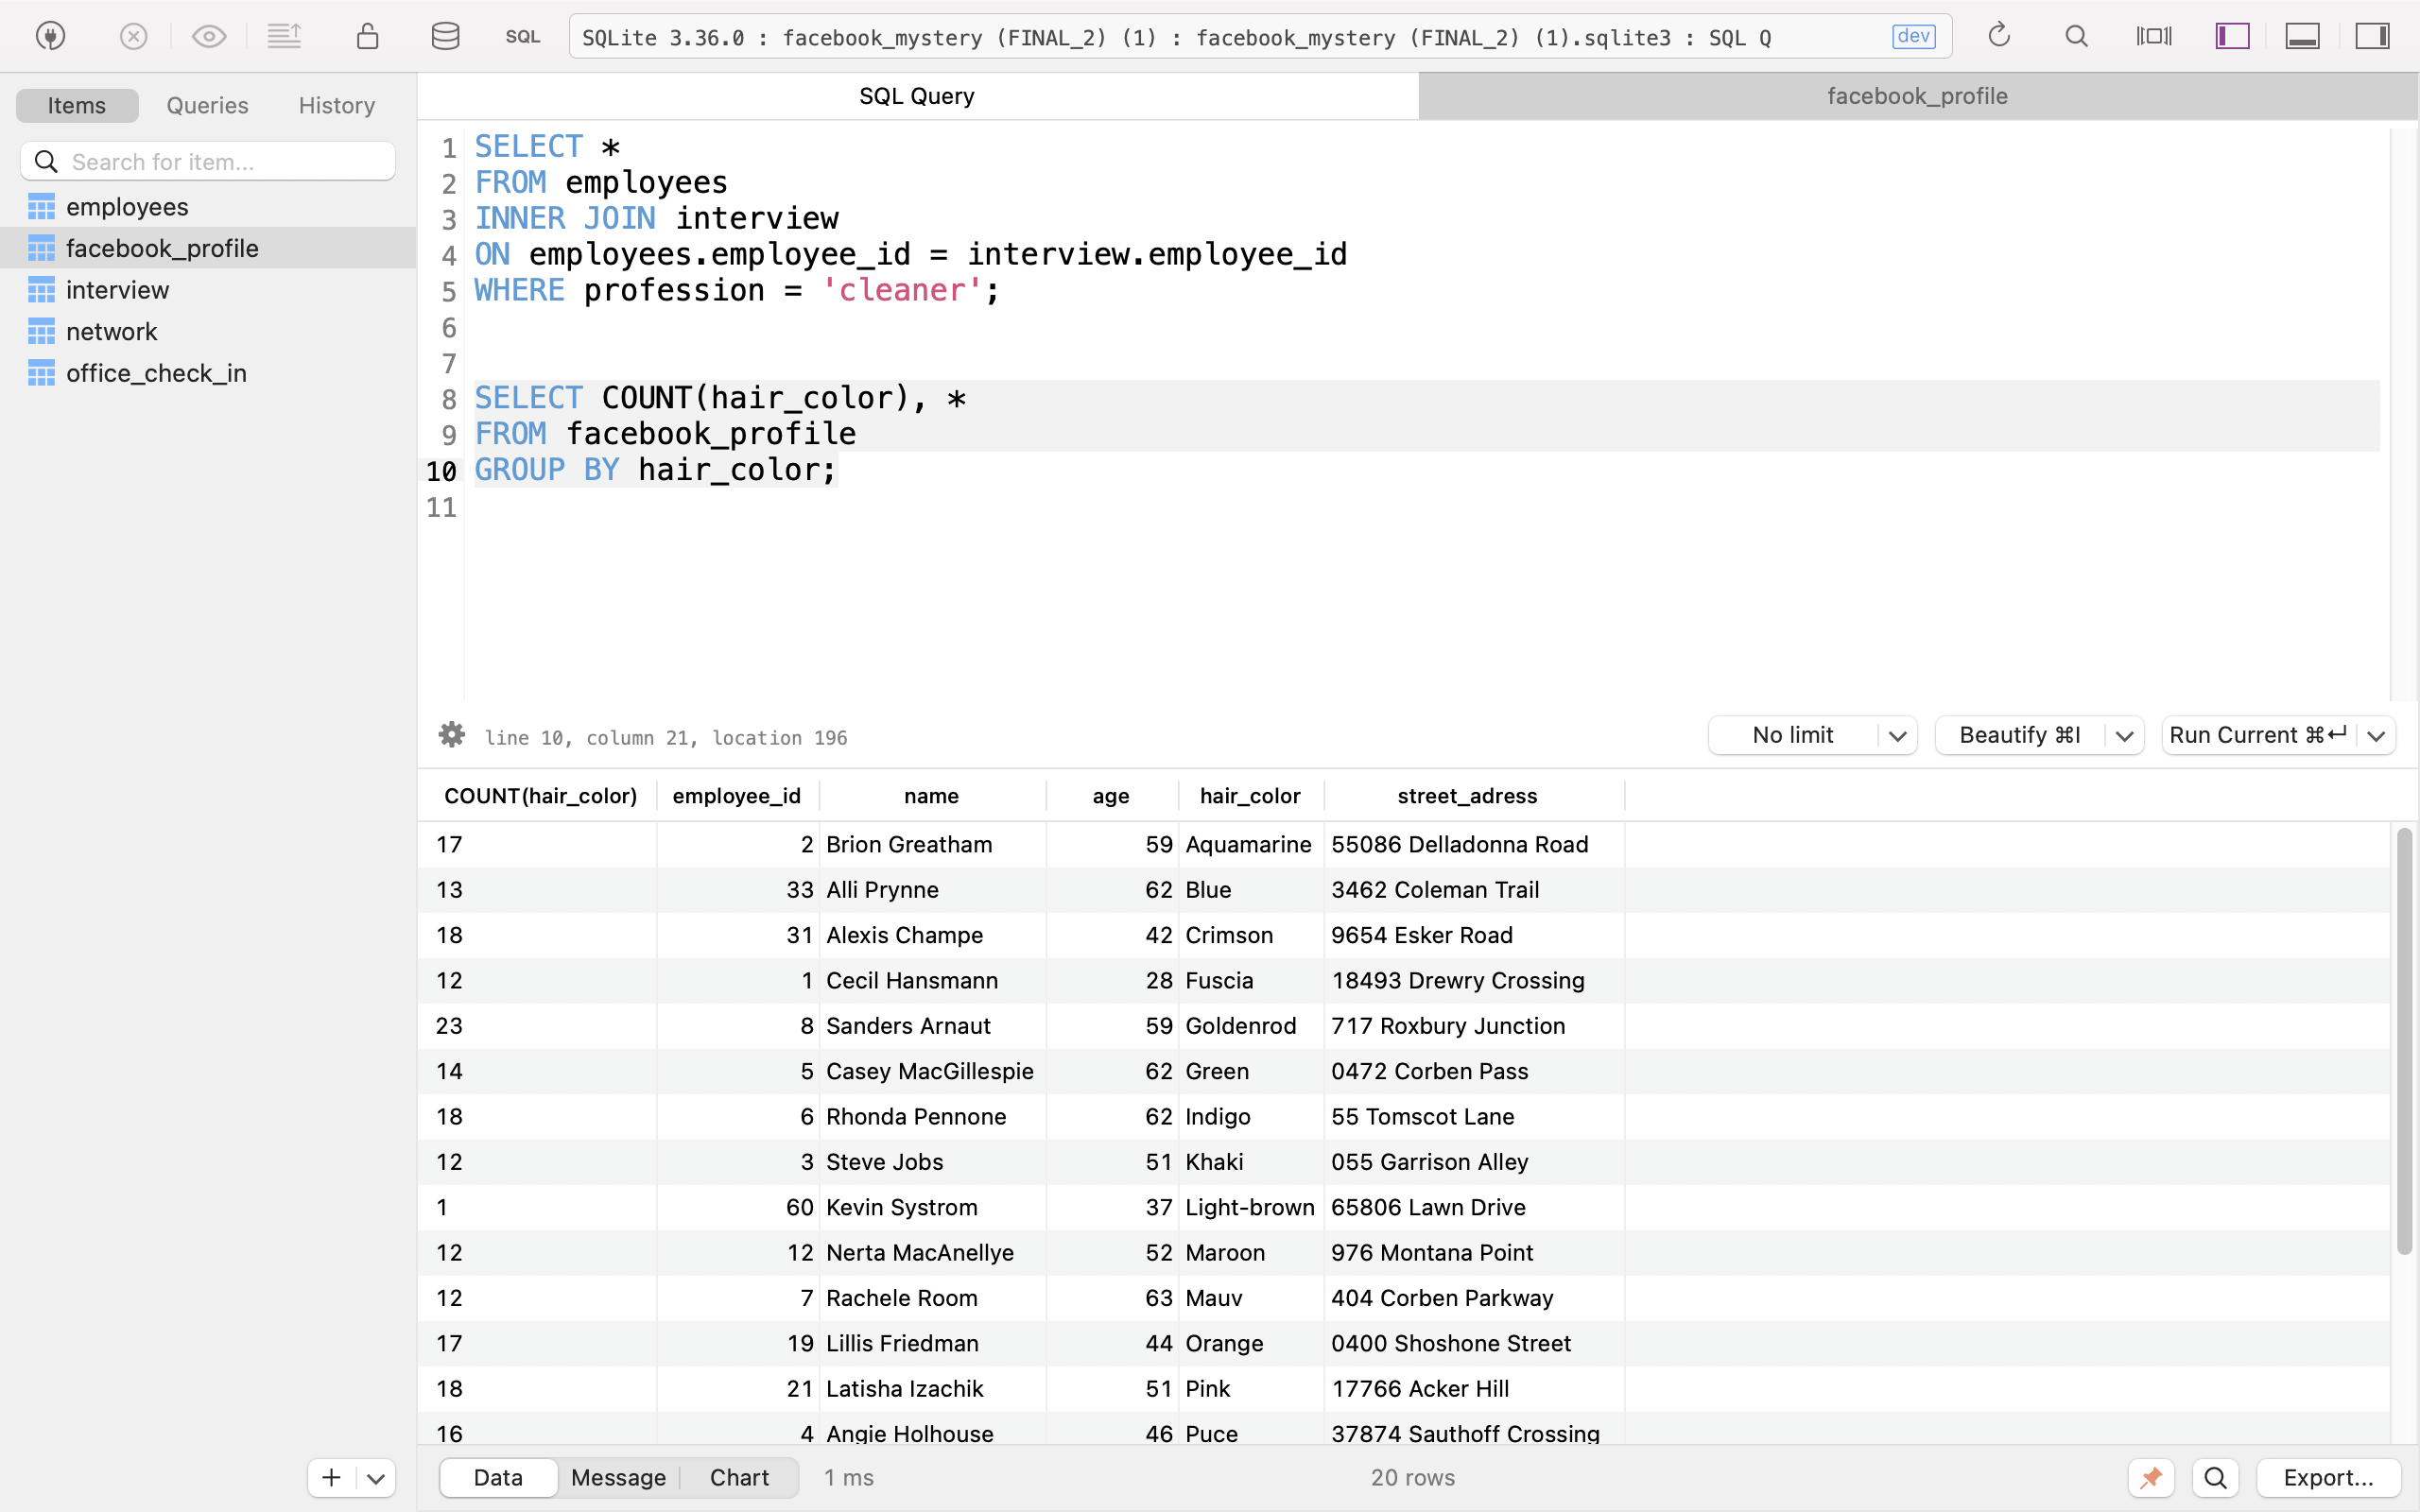 SQL
SQLite 3.36.0 : facebook_mystery (FINAL_2) (1) : facebook_mystery (FINAL_2) (1).sqlite3 : SQL Q
dev
Items Queries History
Search for item...
employees
facebook_profile
interview
network
office_check_in
SQL Query facebook_profile
1 SELECT *
2 FROM employees
3 INNER JOIN interview
4 ON employees.employee_id = interview.employee_id
5 WHERE profession = 'cleaner';
6
7
8 SELECT COUNT(hair_color), *
9 FROM facebook_profile
10 GROUP BY hair_color;
11
line 10, column 21, location 196
No limit Beautify ⌘I Run Current ⌘↵
COUNT(hair_color) employee_id name age hair_color street_adress
17 2 Brion Greatham 59 Aquamarine 55086 Delladonna Road
13 33 Alli Prynne 62 Blue 3462 Coleman Trail
18 31 Alexis Champe 42 Crimson 9654 Esker Road
12 1 Cecil Hansmann 28 Fuscia 18493 Drewry Crossing
23 8 Sanders Arnaut 59 Goldenrod 717 Roxbury Junction
14 5 Casey MacGillespie 62 Green 0472 Corben Pass
18 6 Rhonda Pennone 62 Indigo 55 Tomscot Lane
12 3 Steve Jobs 51 Khaki 055 Garrison Alley
1 60 Kevin Systrom 37 Light-brown 65806 Lawn Drive
12 12 Nerta MacAnellye 52 Maroon 976 Montana Point
12 7 Rachele Room 63 Mauv 404 Corben Parkway
17 19 Lillis Friedman 44 Orange 0400 Shoshone Street
18 21 Latisha Izachik 51 Pink 17766 Acker Hill
16 4 Angie Holhouse 46 Puce 37874 Sauthoff Crossing
Data Message Chart 1 ms 20 rows Export...